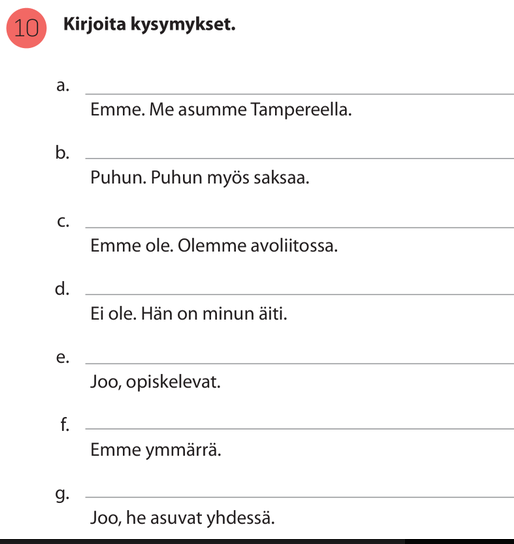 10 Kirjoita kysymykset.
a.
Emme. Me asumme Tampereella.
b.
Puhun. Puhun myös saksaa.
c.
Emme ole. Olemme avoliitossa.
d.
Ei ole. Hän on minun äiti.
e.
Joo, opiskelevat.
f.
Emme ymmärrä.
g.
Joo, he asuvat yhdessä.